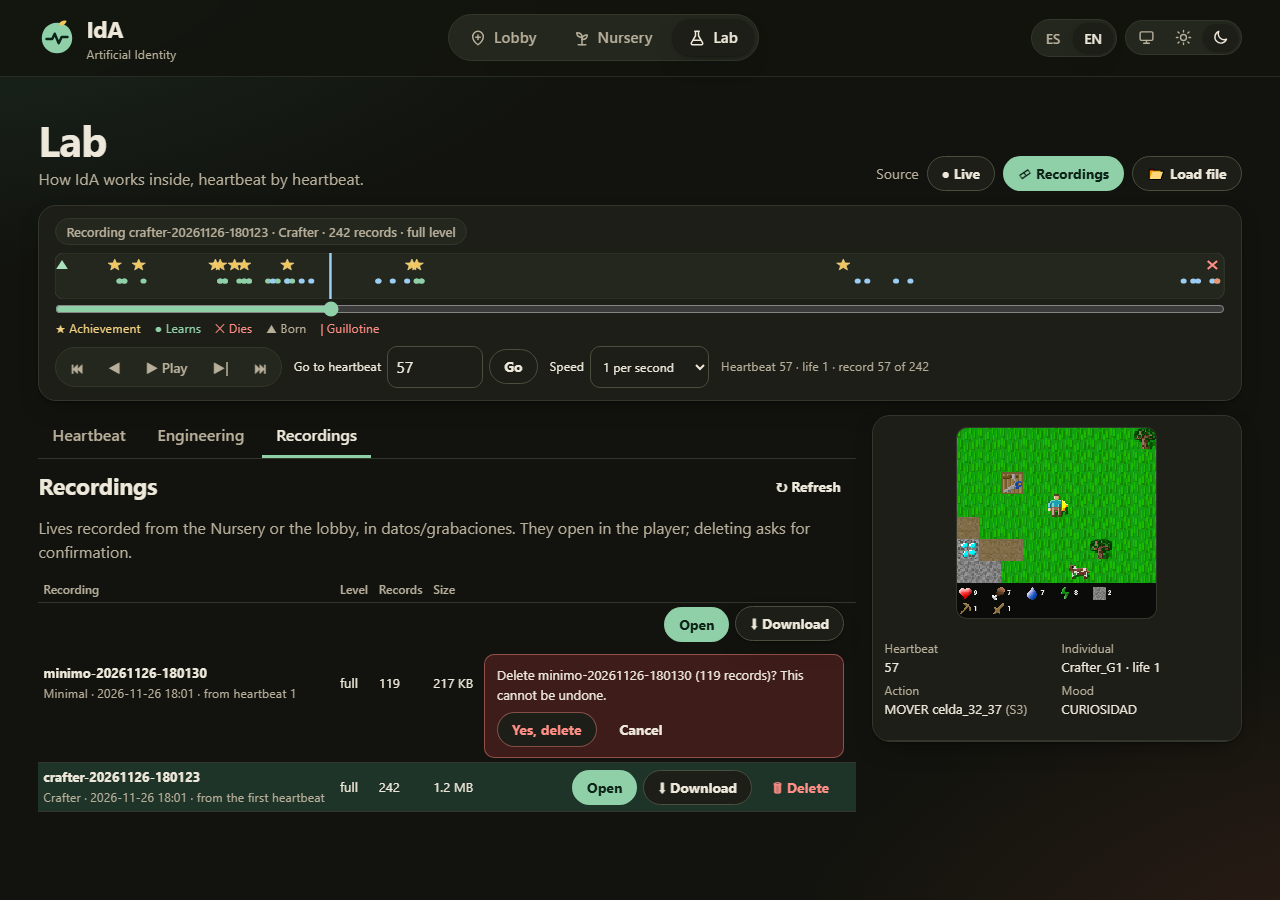 IdA
Artificial Identity
Lobby
Nursery
Lab
ES
EN
Lab
How IdA works inside, heartbeat by heartbeat.
Source
Live
Recordings
Load file
Recording crafter-20261126-180123 · Crafter · 242 records · full level
Achievement
Learns
Dies
Born
Guillotine
Play
Go to heartbeat
57
Go
Speed
1 per second
Heartbeat 57 · life 1 · record 57 of 242
Heartbeat
Engineering
Recordings
Recordings
↻ Refresh
Lives recorded from the Nursery or the lobby, in datos/grabaciones. They open in the player; deleting asks for
confirmation.
Recording Level Records Size
Open
Download
minimo-20261126-180130
Minimal · 2026-11-26 18:01 · from heartbeat 1
full
119
217 KB
Delete minimo-20261126-180130 (119 records)? This
cannot be undone.
Yes, delete
Cancel
crafter-20261126-180123
Crafter · 2026-11-26 18:01 · from the first heartbeat
full
242
1.2 MB
Open
Download
Delete
9 7 7 8 2
1 1
Heartbeat
57
Individual
Crafter_G1 · life 1
Action
MOVER celda_32_37 (S3)
Mood
CURIOSIDAD